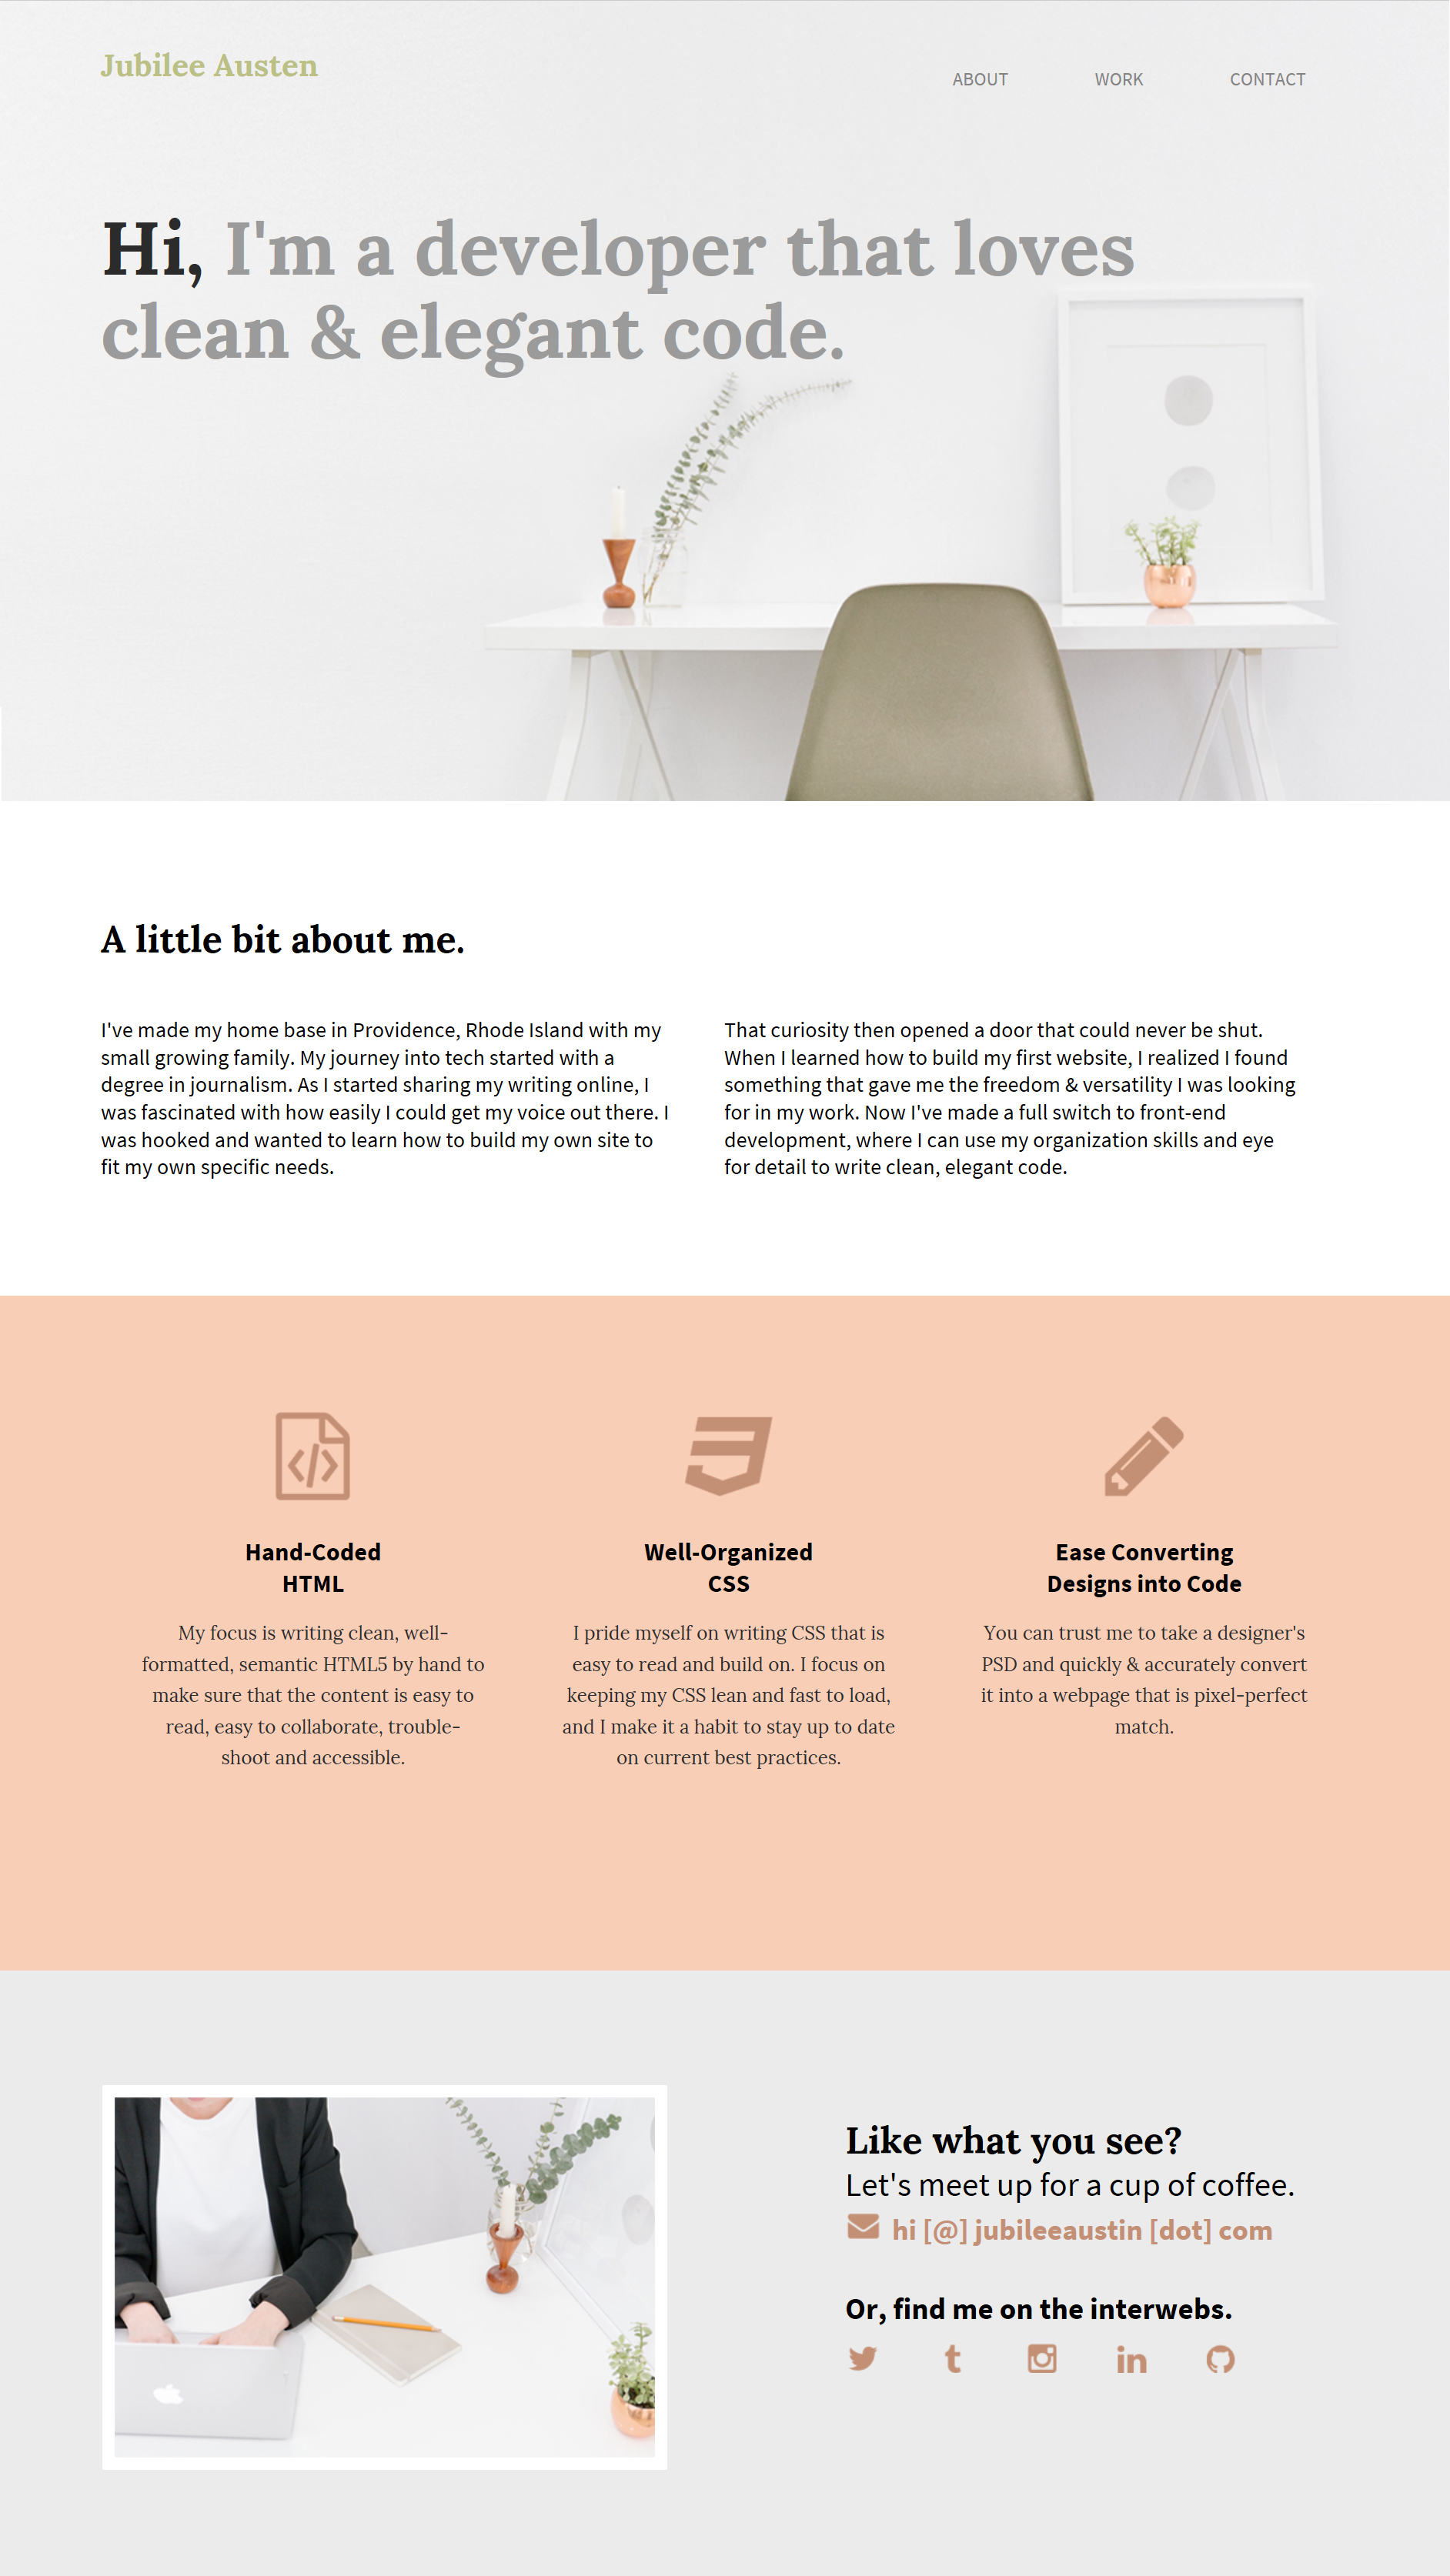 Jubilee Austen
ABOUT WORK CONTACT
Hi, I'm a developer that loves
clean & elegant code.
A little bit about me.
I've made my home base in Providence, Rhode Island with my
small growing family. My journey into tech started with a
degree in journalism. As I started sharing my writing online, I
was fascinated with how easily I could get my voice out there. I
was hooked and wanted to learn how to build my own site to
fit my own specific needs.
That curiosity then opened a door that could never be shut.
When I learned how to build my first website, I realized I found
something that gave me the freedom & versatility I was looking
for in my work. Now I've made a full switch to front-end
development, where I can use my organization skills and eye
for detail to write clean, elegant code.
Hand-Coded
HTML
My focus is writing clean, well-
formatted, semantic HTML5 by hand to
make sure that the content is easy to
read, easy to collaborate, trouble-
shoot and accessible.
Well-Organized
CSS
I pride myself on writing CSS that is
easy to read and build on. I focus on
keeping my CSS lean and fast to load,
and I make it a habit to stay up to date
on current best practices.
Ease Converting
Designs into Code
You can trust me to take a designer's
PSD and quickly & accurately convert
it into a webpage that is pixel-perfect
match.
Like what you see?
Let's meet up for a cup of coffee.
hi [@] jubileeaustin [dot] com
Or, find me on the interwebs.